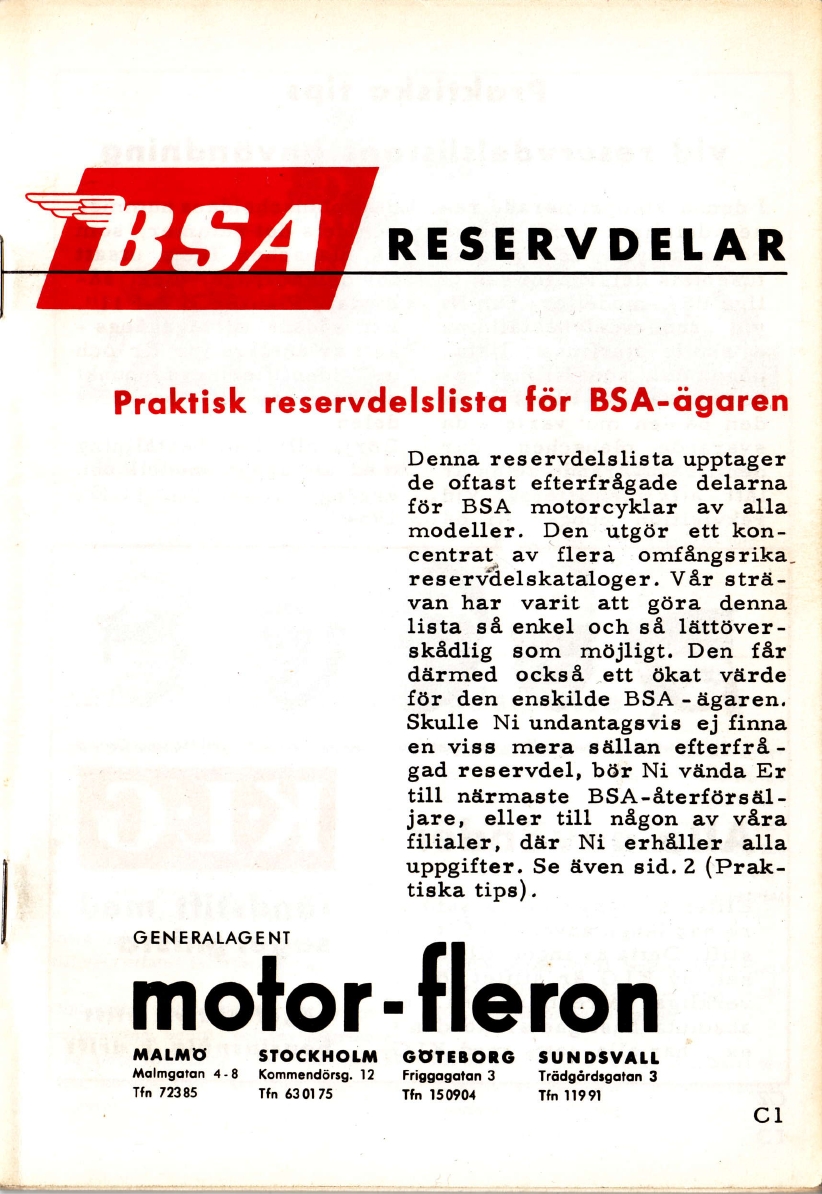 BSA
RESERVDELAR
Praktisk reservdelslista för BSA-ägaren
Denna reservdelslista upptager
de oftast efterfrågade delarna
för BSA motorcyklar av alla
modeller. Den utgör ett kon-
centrat av flera omfångsrika
reservdelskataloger. Vår strä-
van har varit att göra denna
lista så enkel och så lättöver-
skådlig som möjligt. Den får
därmed också ett ökat värde
för den enskilde BSA-ägaren.
Skulle Ni undantagsvis ej finna
en viss mera sällan efterfrå-
gad reservdel, bör Ni vända Er
till närmaste BSA-återförsäl-
jare, eller till någon av våra
filialer, där Ni erhåller alla
uppgifter. Se även sid. 2 (Prak-
tiska tips).
GENERALAGENT
motor-fleron
MALMÖ STOCKHOLM GÖTEBORG SUNDSVALL
Malmgatan 4-8 Kommendörsg. 12 Friggagatan 3 Trädgårdsgatan 3
Tfn 72385 Tfn 630175 Tfn 150904 Tfn 11991
C1